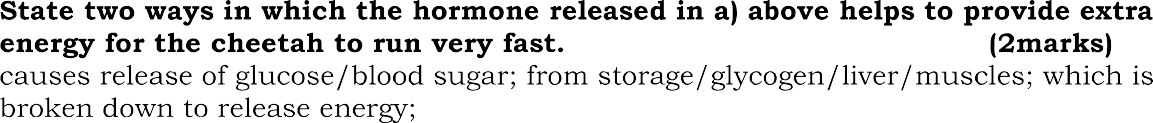 State two ways in which the hormone released in a) above helps to provide extra
energy for the cheetah to run very fast. (2marks)
causes release of glucose/blood sugar; from storage/glycogen/liver/muscles; which is
broken down to release energy;